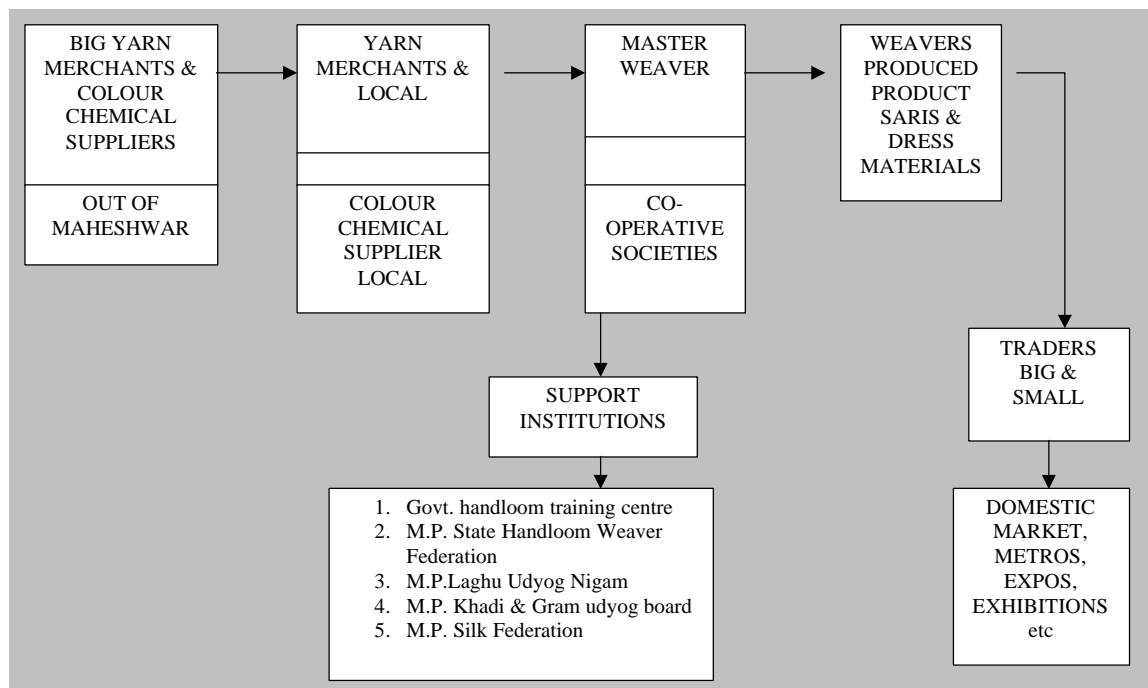 BIG YARN
MERCHANTS &
COLOUR
CHEMICAL
SUPPLIERS
OUT OF
MAHESHWAR
YARN
MERCHANTS &
LOCAL
COLOUR
CHEMICAL
SUPPLIER
LOCAL
MASTER
WEAVER
CO-
OPERATIVE
SOCIETIES
WEAVERS
PRODUCED
PRODUCT
SARIS &
DRESS
MATERIALS
TRADERS
BIG &
SMALL
SUPPORT
INSTITUTIONS
1. Govt. handloom training centre
2. M.P. State Handloom Weaver
Federation
3. M.P.Laghu Udyog Nigam
4. M.P. Khadi & Gram udyog board
5. M.P. Silk Federation
DOMESTIC
MARKET,
METROS,
EXPOS,
EXHIBITIONS
etc